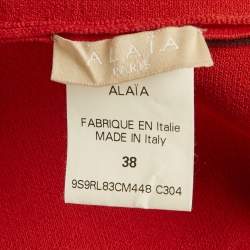 ALAÏA
PARIS
ALAÏA
FABRIQUE EN Italie
MADE IN Italy
38
9S9RL83CM448 C304